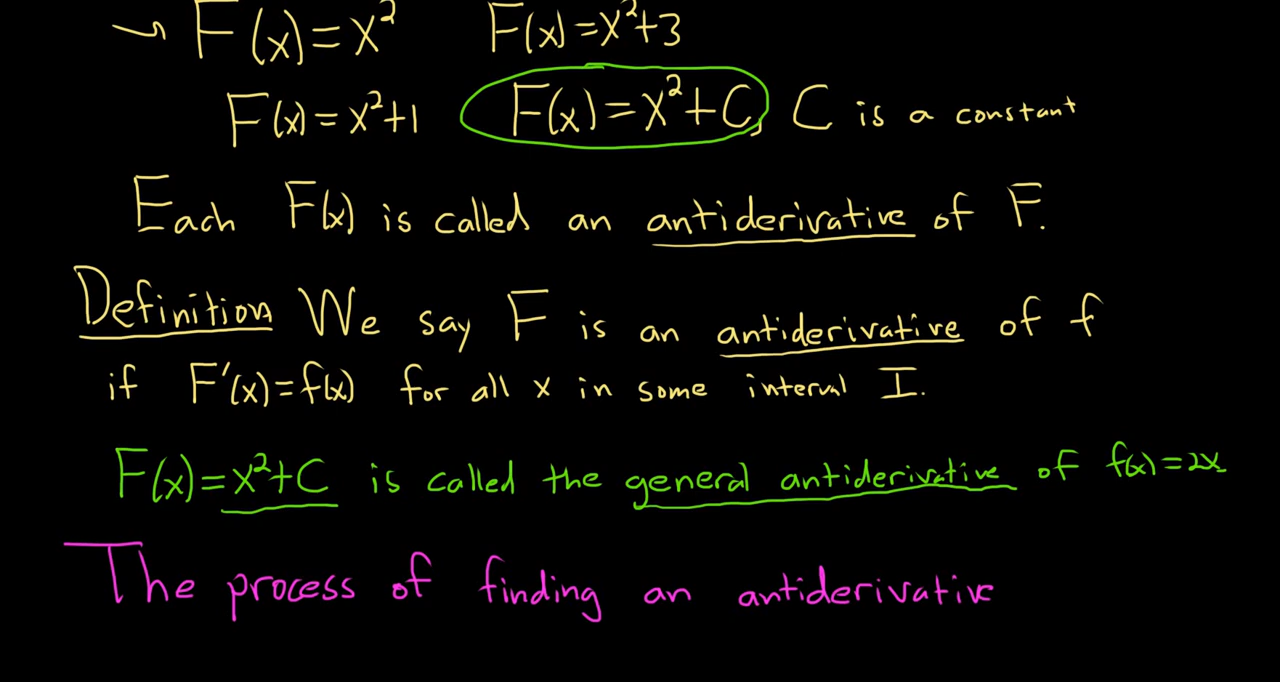 F(x)=x²   F(x)=x²+3
F(x)=x²+1   F(x)=x²+C, C is a constant
Each F(x) is called an antiderivative of F.
Definition We say F is an antiderivative of f
if F'(x)=f(x) for all x in some interval I.
F(x)=x²+C is called the general antiderivative of f(x)=2x
The process of finding an antiderivative